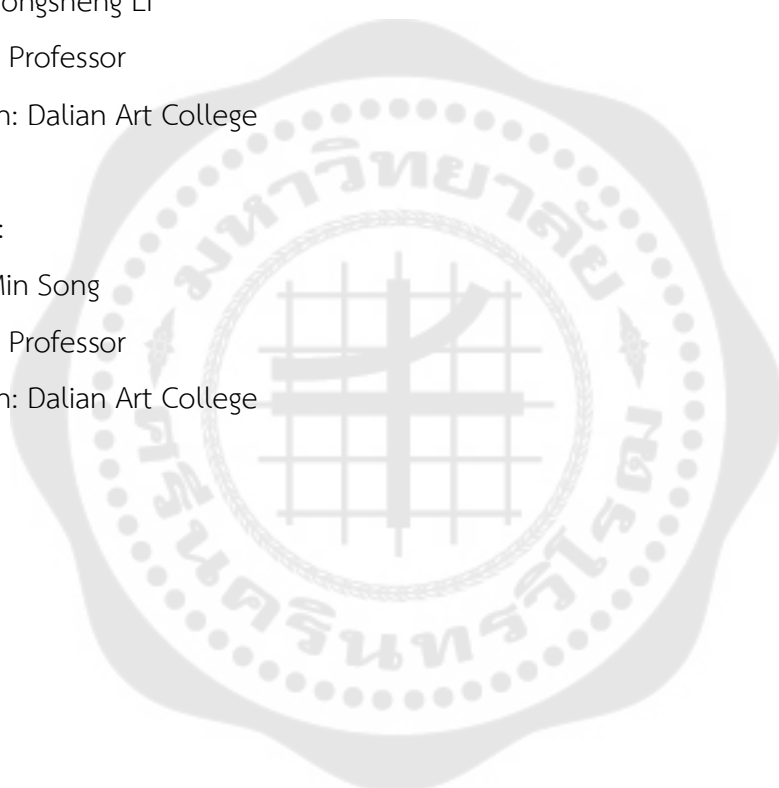 ongsheng Li
Professor
n: Dalian Art College
:
Min Song
Professor
n: Dalian Art College
มหาวิทยาลัย
ศรีนครินทรวิโรฒ